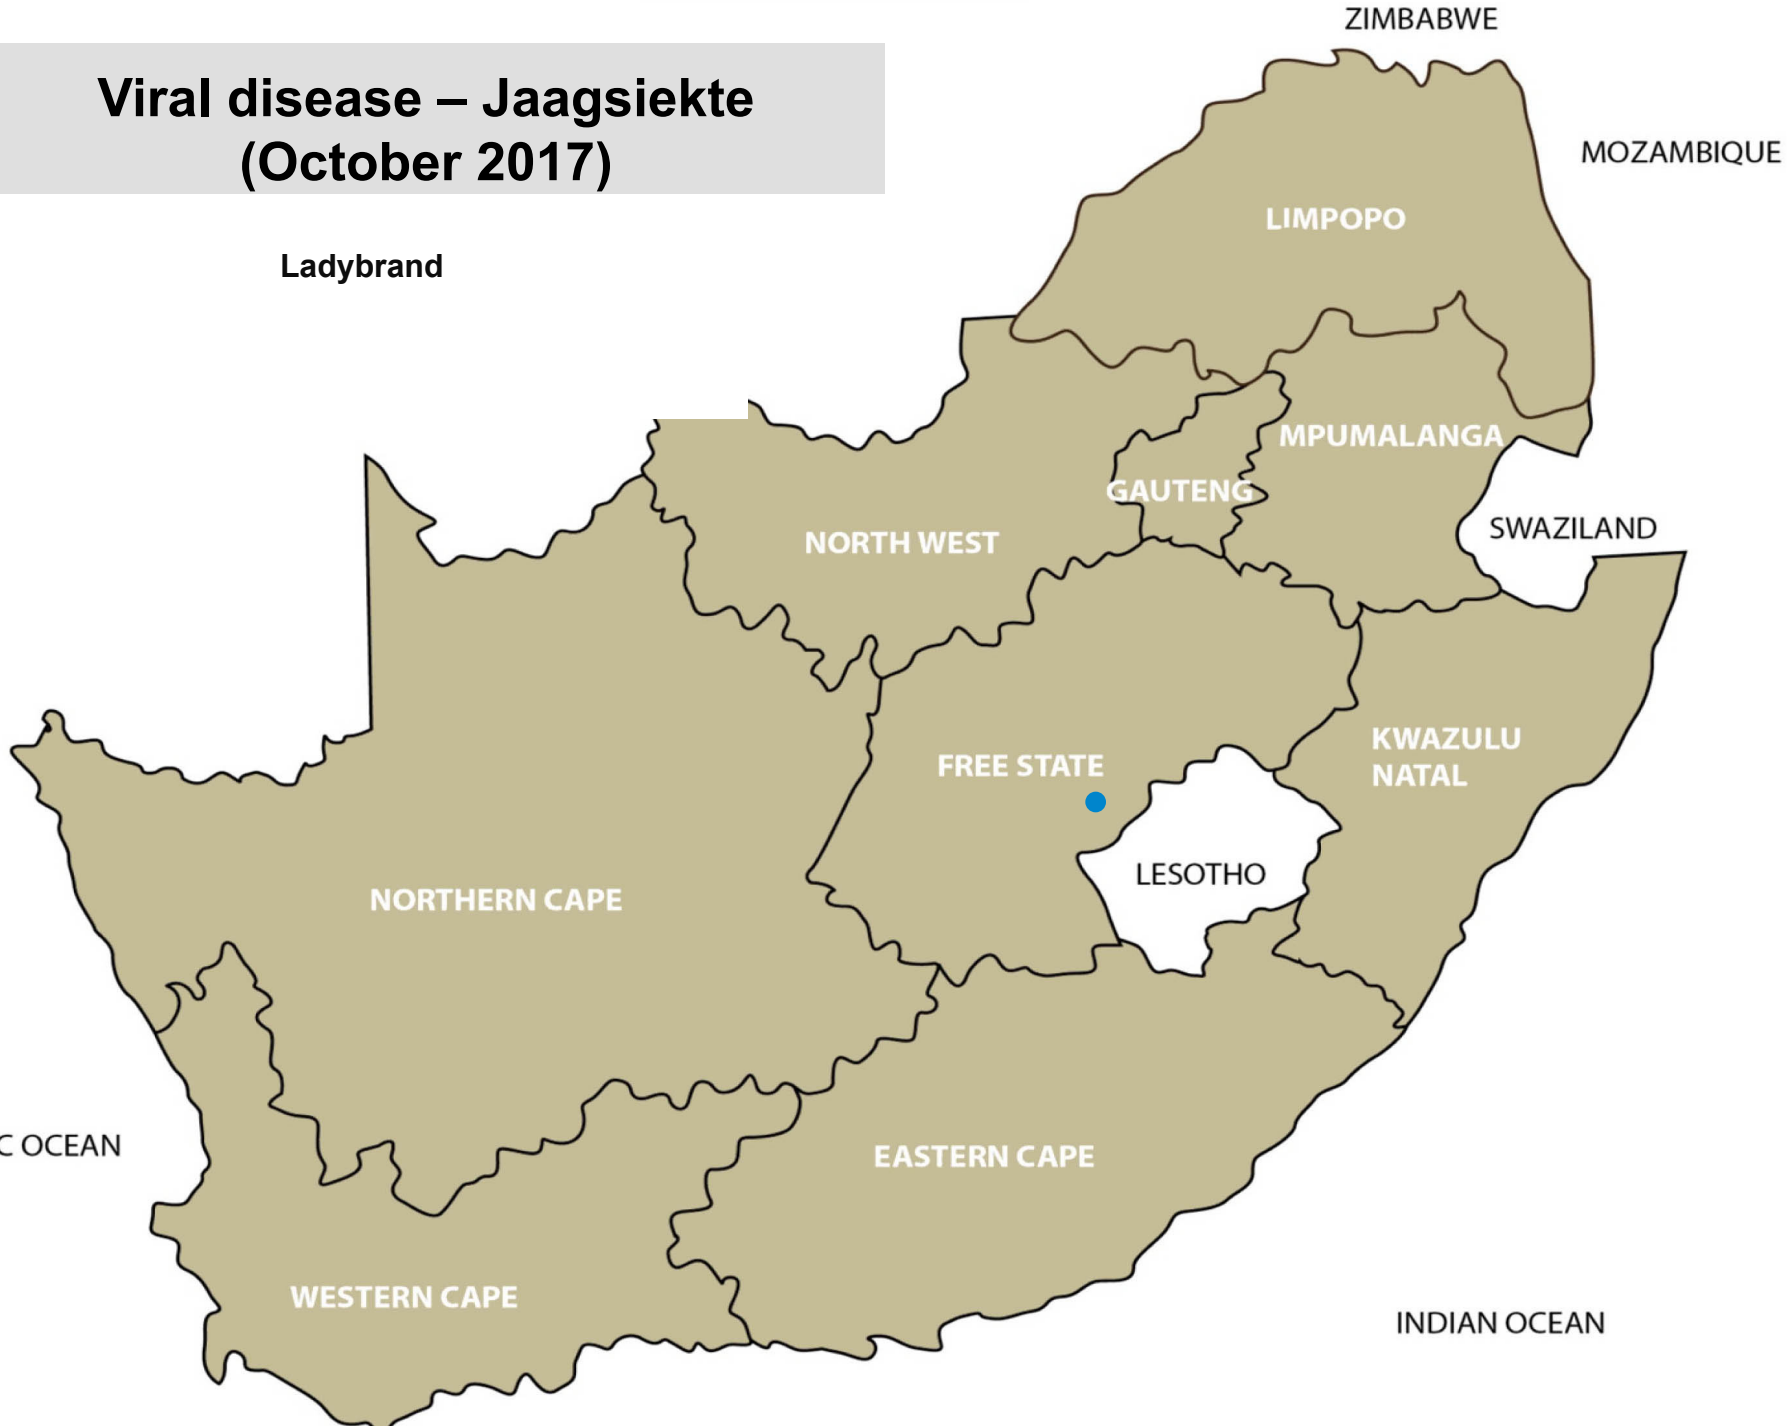 ZIMBABWE
Viral disease – Jaagsiekte
(October 2017)
MOZAMBIQUE
LIMPOPO
Ladybrand
MPUMALANGA
GAUTENG
SWAZILAND
NORTH WEST
KWAZULU
NATAL
FREE STATE
LESOTHO
NORTHERN CAPE
C OCEAN
EASTERN CAPE
WESTERN CAPE
INDIAN OCEAN